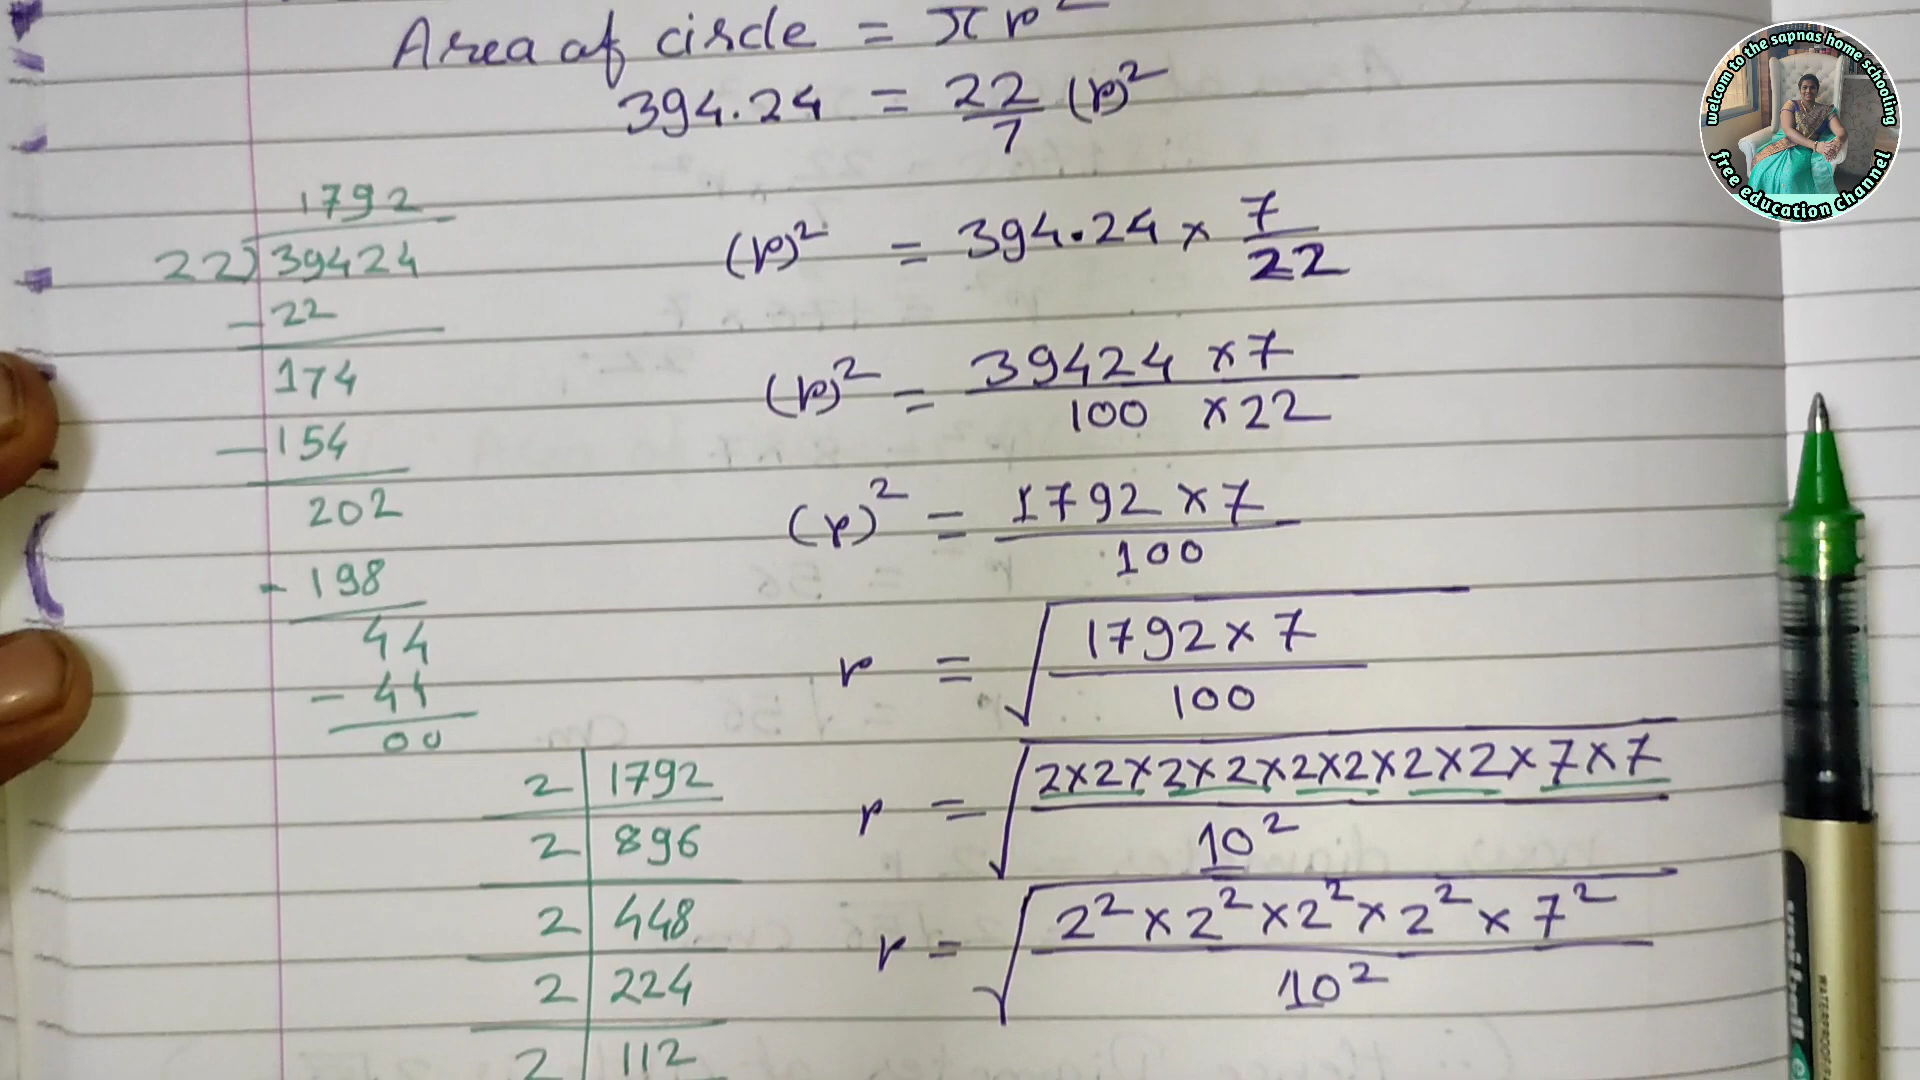 Area of circle = πr²
394.24 = 22/7 (r)²
(r)² = 394.24 × 7/22
(r)² = 39424 × 7 / 100 × 22
(r)² = 1792 × 7 / 100
r = √(1792 × 7 / 100)
r = √(2×2×2×2×2×2×2×2×7×7 / 10²)
r = √(2² × 2² × 2² × 2² × 7² / 10²)
1792
22)39424
- 22
174
- 154
202
- 198
44
- 44
00
2 | 1792
2 | 896
2 | 448
2 | 224
2 | 112
welcom to the sapnas home schooling
free education channel